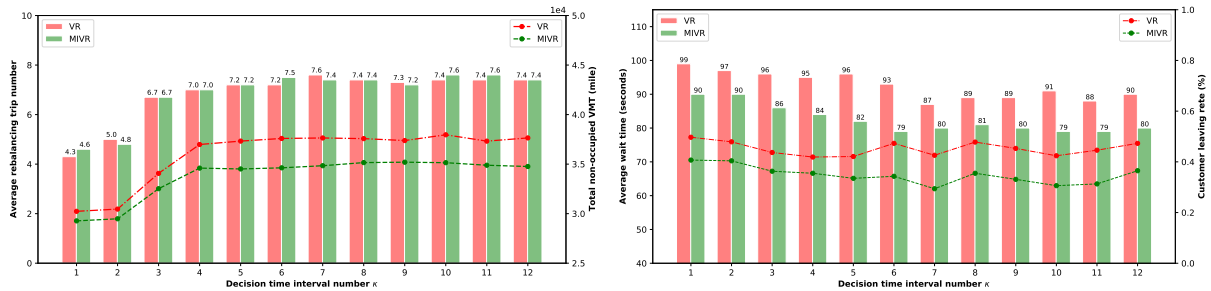 1e4
10
8
6
4
2
0
Average rebalancing trip number
VR
MIVR
VR
MIVR
4.3 4.6 5.0 4.8 6.7 6.7 7.0 7.0 7.2 7.2 7.2 7.5 7.6 7.4 7.4 7.4 7.3 7.2 7.4 7.6 7.4 7.6 7.4 7.4
5.0
4.5
4.0
3.5
3.0
2.5
Total non-occupied VMT (mile)
1 2 3 4 5 6 7 8 9 10 11 12
Decision time interval number κ
110
100
90
80
70
60
50
40
Average wait time (seconds)
VR
MIVR
VR
MIVR
99 90 97 90 96 86 95 84 96 82 93 79 87 80 89 81 89 80 91 79 88 79 90 80
1.0
0.8
0.6
0.4
0.2
0.0
Customer leaving rete (%)
1 2 3 4 5 6 7 8 9 10 11 12
Decision time interval number κ